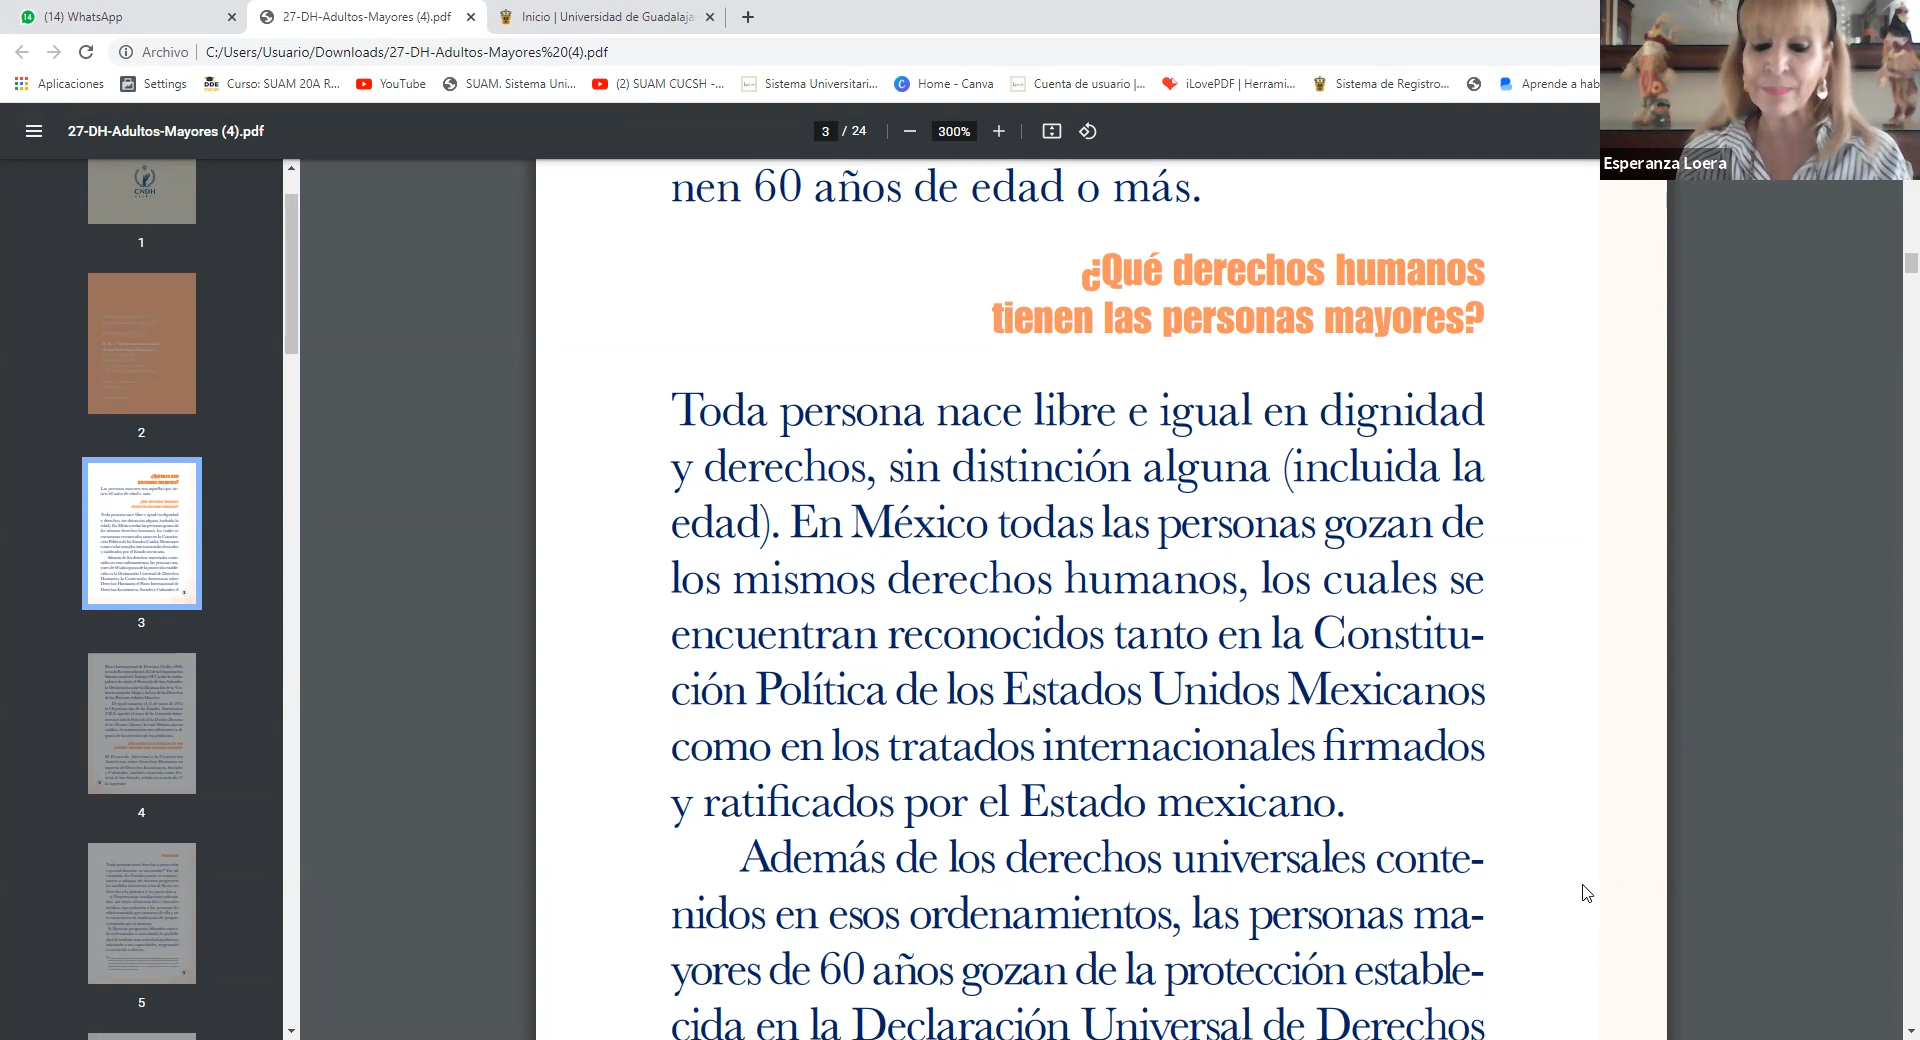 (14) WhatsApp
27-DH-Adultos-Mayores (4).pdf
Inicio | Universidad de Guadalaja
Archivo
C:/Users/Usuario/Downloads/27-DH-Adultos-Mayores%20(4).pdf
Aplicaciones
Settings
Curso: SUAM 20A R...
YouTube
SUAM. Sistema Uni...
(2) SUAM CUCSH -...
Sistema Universitari...
Home - Canva
Cuenta de usuario |...
iLovePDF | Herrami...
Sistema de Registro...
Aprende a hab
27-DH-Adultos-Mayores (4).pdf
3 / 24
300%
Esperanza Loera
CNDH
1
2
3
4
5
nen 60 años de edad o más.
¿Qué derechos humanos
tienen las personas mayores?
Toda persona nace libre e igual en dignidad
y derechos, sin distinción alguna (incluida la
edad). En México todas las personas gozan de
los mismos derechos humanos, los cuales se
encuentran reconocidos tanto en la Constitu-
ción Política de los Estados Unidos Mexicanos
como en los tratados internacionales firmados
y ratificados por el Estado mexicano.
Además de los derechos universales conte-
nidos en esos ordenamientos, las personas ma-
yores de 60 años gozan de la protección estable-
cida en la Declaración Universal de Derechos